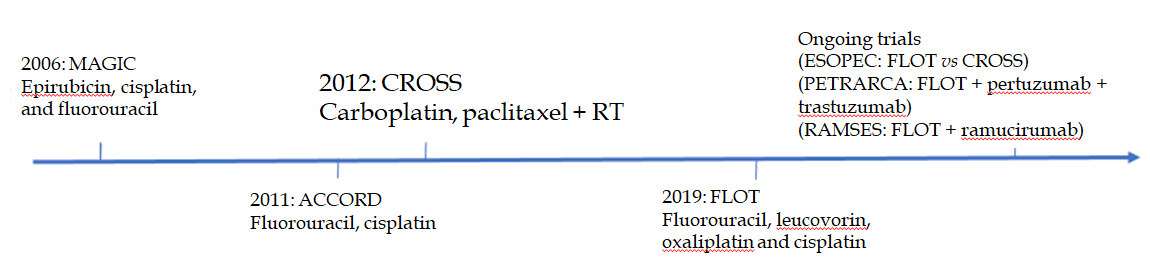 2006: MAGIC
Epirubicin, cisplatin,
and fluorouracil
2012: CROSS
Carboplatin, paclitaxel + RT
Ongoing trials
(ESOPEC: FLOT vs CROSS)
(PETRARCA: FLOT + pertuzumab +
trastuzumab)
(RAMSES: FLOT + ramucirumab)
2011: ACCORD
Fluorouracil, cisplatin
2019: FLOT
Fluorouracil, leucovorin,
oxaliplatin and cisplatin